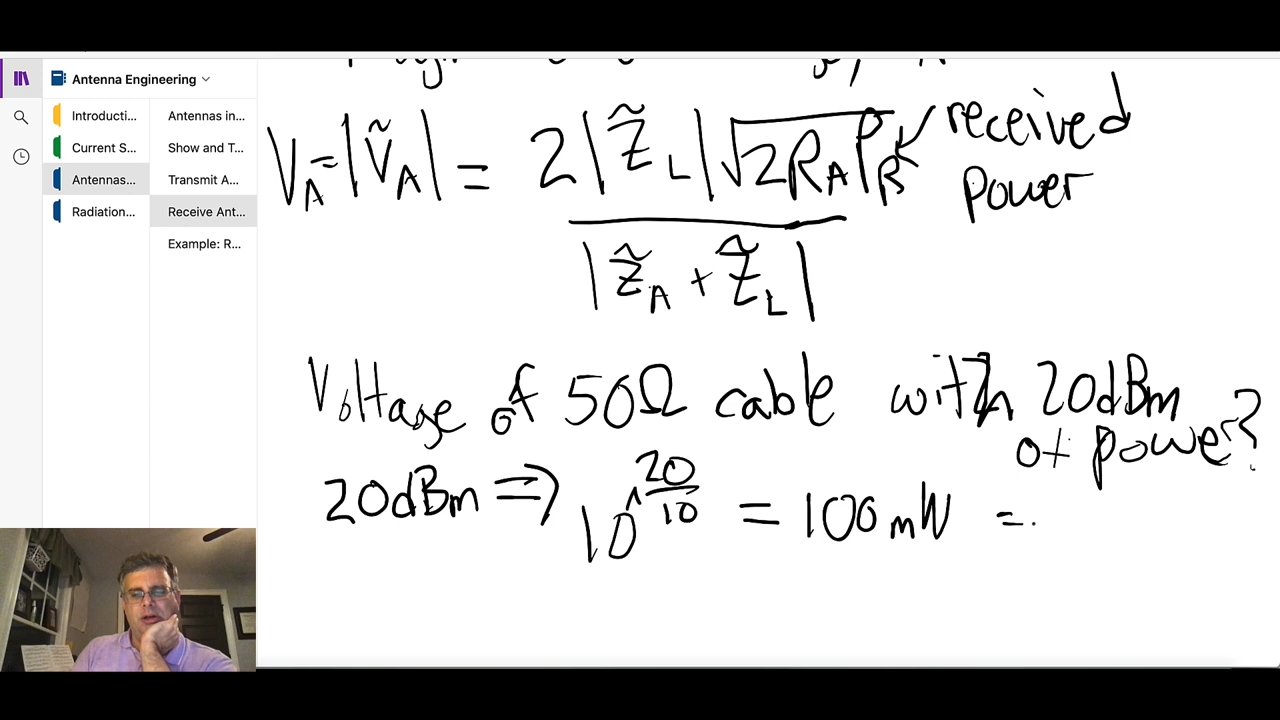 Antenna Engineering
Introducti...
Current S...
Antennas...
Radiation...
Antennas in...
Show and T...
Transmit A...
Receive Ant...
Example: R...
V_A = |Ṽ_A| = 2|Z̃_L|√2R_A P_R / |Z̃_A + Z̃_L|
received
power
Voltage of 50Ω cable with 20dBm
of power?
20dBm ⇒ 10^20/10 = 100mW =